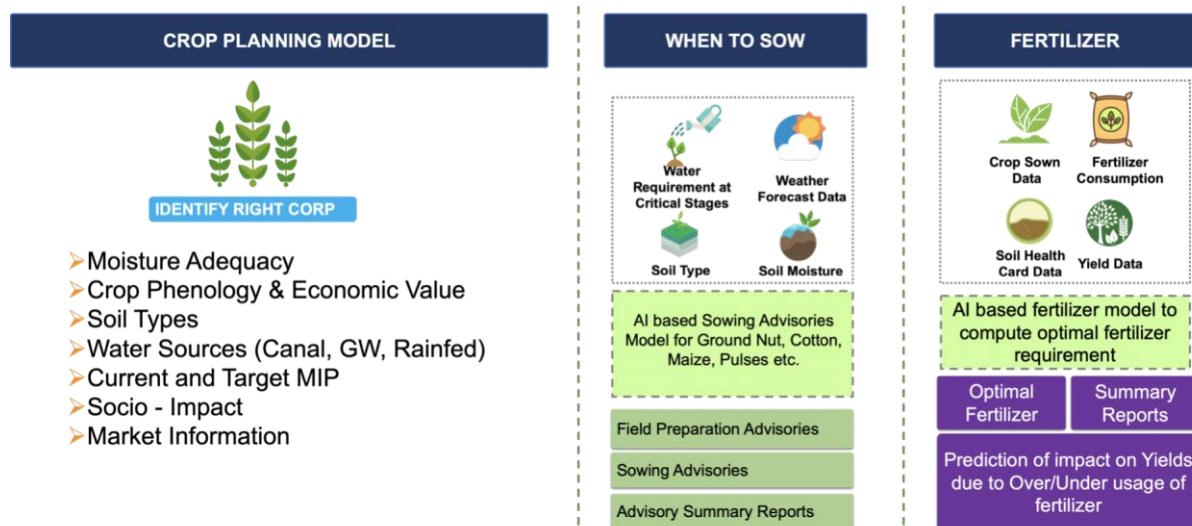 CROP PLANNING MODEL
IDENTIFY RIGHT CORP
➢Moisture Adequacy
➢Crop Phenology & Economic Value
➢Soil Types
➢Water Sources (Canal, GW, Rainfed)
➢Current and Target MIP
➢Socio - Impact
➢Market Information
WHEN TO SOW
Water
Requirement at
Critical Stages
Weather
Forecast Data
Soil Type
Soil Moisture
AI based Sowing Advisories
Model for Ground Nut, Cotton,
Maize, Pulses etc.
Field Preparation Advisories
Sowing Advisories
Advisory Summary Reports
FERTILIZER
Crop Sown
Data
Fertilizer
Consumption
Soil Health
Card Data
Yield Data
AI based fertilizer model to
compute optimal fertilizer
requirement
Optimal
Fertilizer
Summary
Reports
Prediction of impact on Yields
due to Over/Under usage of
fertilizer